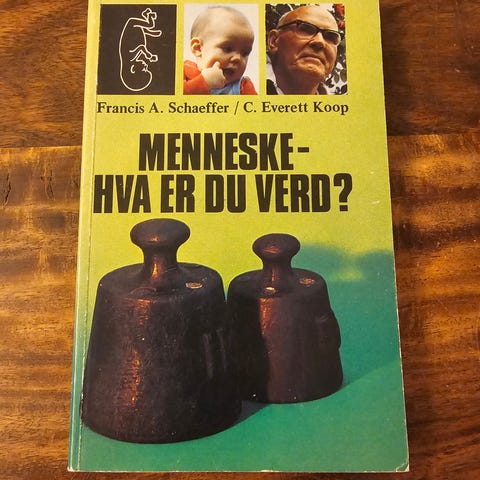 Francis A. Schaeffer / C. Everett Koop
MENNESKE-
HVA ER DU VERD?